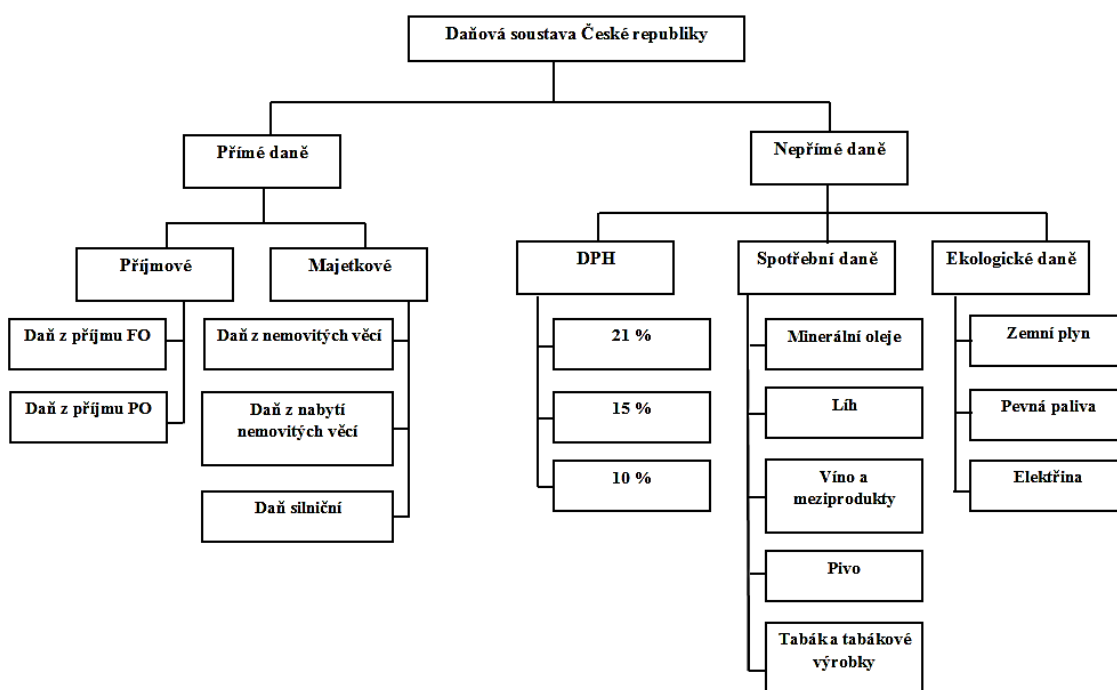 Daňová soustava České republiky
Přímé daně
Nepřímé daně
Příjmové
Majetkové
DPH
Spotřební daně
Ekologické daně
Daň z příjmu FO
Daň z nemovitých věcí
21 %
Minerální oleje
Zemní plyn
Daň z příjmu PO
Daň z nabytí
nemovitých věcí
15 %
Líh
Pevná paliva
Daň silniční
10 %
Víno a
meziprodukty
Elektřina
Pivo
Tabák a tabákové
výrobky